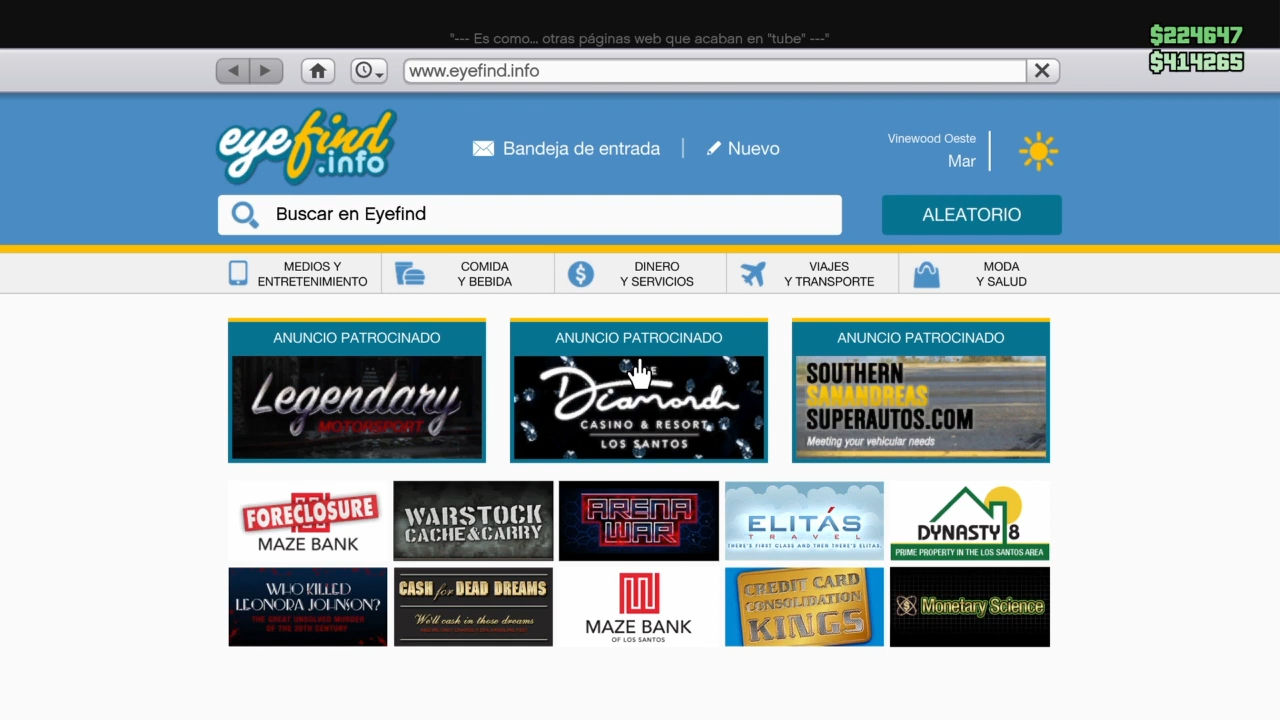 "--- Es como... otras páginas web que acaban en "tube" ---"
$224647
$414265
www.eyefind.info
eyefind
.info
Bandeja de entrada
Nuevo
Vinewood Oeste
Mar
Buscar en Eyefind
ALEATORIO
MEDIOS Y
ENTRETENIMIENTO
COMIDA
Y BEBIDA
DINERO
Y SERVICIOS
VIAJES
Y TRANSPORTE
MODA
Y SALUD
ANUNCIO PATROCINADO
Legendary
MOTORSPORT
ANUNCIO PATROCINADO
Diamond
CASINO & RESORT
LOS SANTOS
ANUNCIO PATROCINADO
SOUTHERN
SANANDREAS
SUPERAUTOS.COM
Meeting your vehicular needs
FORECLOSURE
MAZE BANK
WARSTOCK
CACHE&CARRY
ARENA
WAR
ELITÁS
TRAVEL
THERE'S FIRST CLASS AND THEN THERE'S ELITAS.
DYNASTY 8
PRIME PROPERTY IN THE LOS SANTOS AREA
WHO KILLED
LEONORA JOHNSON?
THE GREAT UNSOLVED MURDER
OF THE 20TH CENTURY
CASH for DEAD DREAMS
We'll cash in those dreams
MAZE BANK
OF LOS SANTOS
CREDIT CARD
CONSOLIDATION
KINGS
Monetary Science